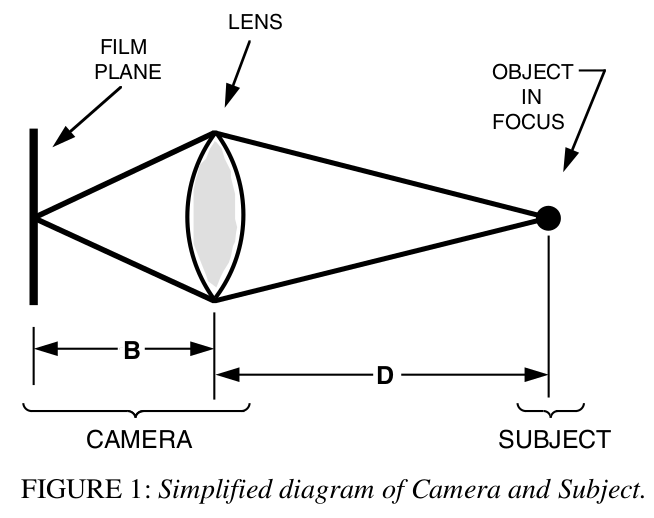 LENS
FILM
PLANE
OBJECT
IN
FOCUS
B
D
CAMERA
SUBJECT
FIGURE 1: Simplified diagram of Camera and Subject.